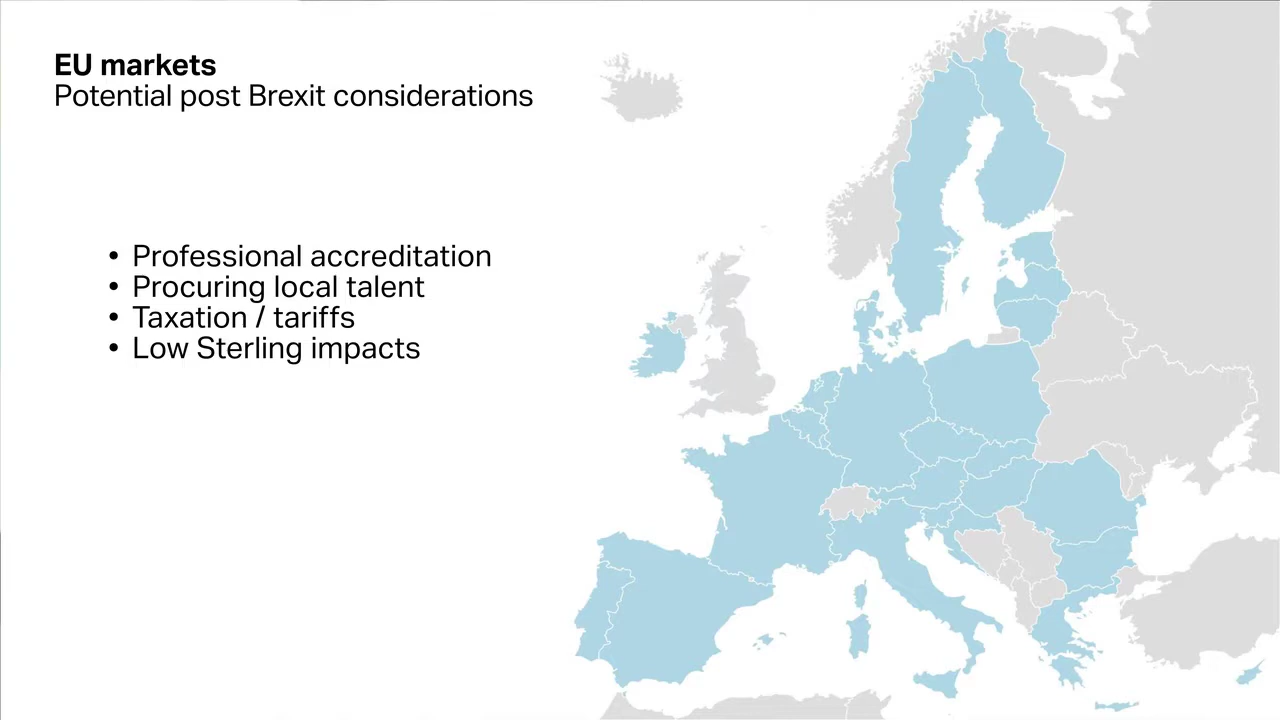 EU markets
Potential post Brexit considerations
• Professional accreditation
• Procuring local talent
• Taxation / tariffs
• Low Sterling impacts